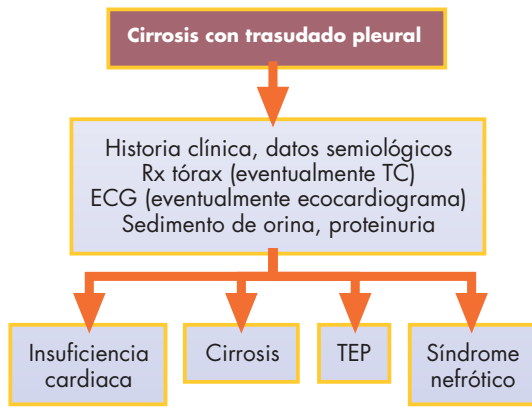 Cirrosis con trasudado pleural
Historia clínica, datos semiológicos
Rx tórax (eventualmente TC)
ECG (eventualmente ecocardiograma)
Sedimento de orina, proteinuria
Insuficiencia
cardiaca
Cirrosis
TEP
Síndrome
nefrótico